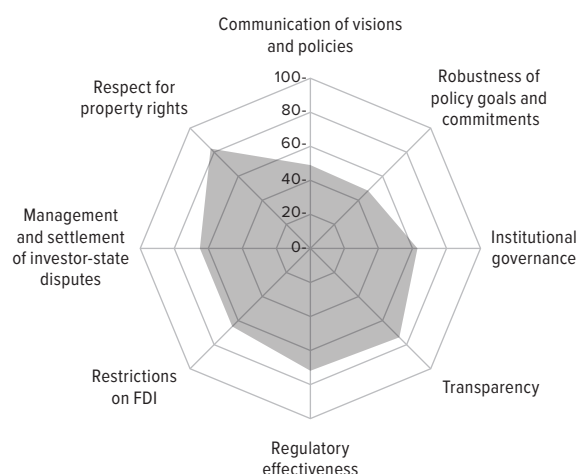 Communication of visions
and policies
Robustness of
policy goals and
commitments
Respect for
property rights
100-
80-
60-
40-
20-
0-
Management
and settlement
of investor-state
disputes
Institutional
governance
Restrictions
on FDI
Transparency
Regulatory
effectiveness